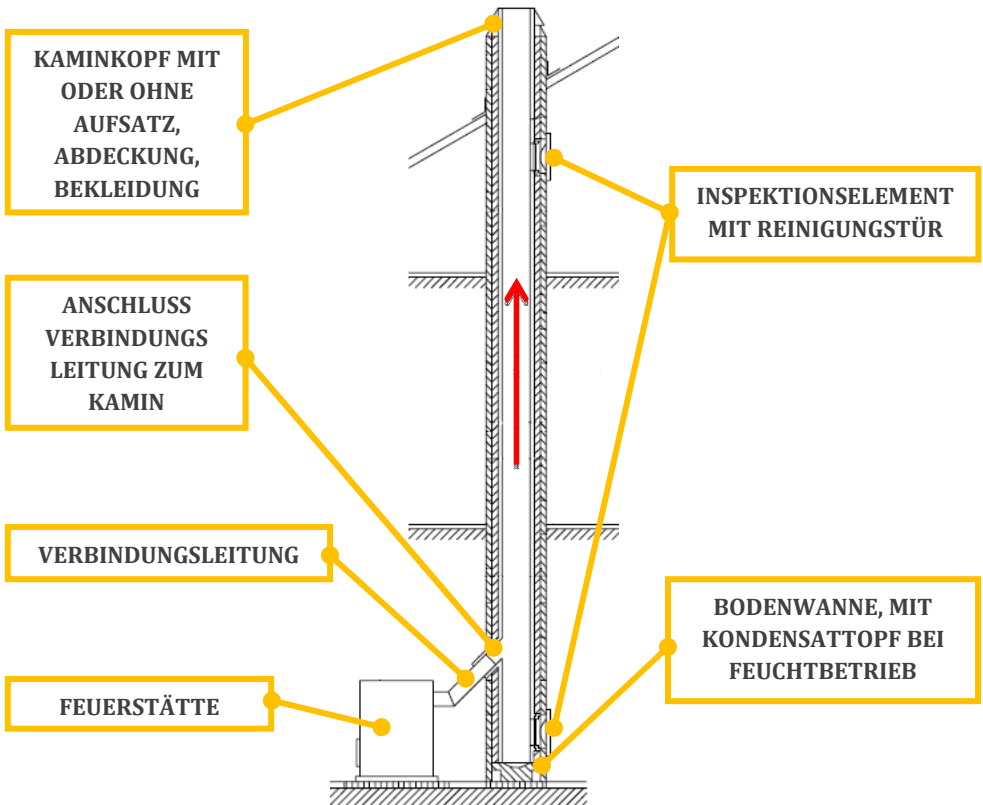 KAMINKOPF MIT
ODER OHNE
AUFSATZ,
ABDECKUNG,
BEKLEIDUNG
INSPEKTIONSELEMENT
MIT REINIGUNGSTÜR
ANSCHLUSS
VERBINDUNGS
LEITUNG ZUM
KAMIN
VERBINDUNGSLEITUNG
BODENWANNE, MIT
KONDENSATTOPF BEI
FEUCHTBETRIEB
FEUERSTÄTTE